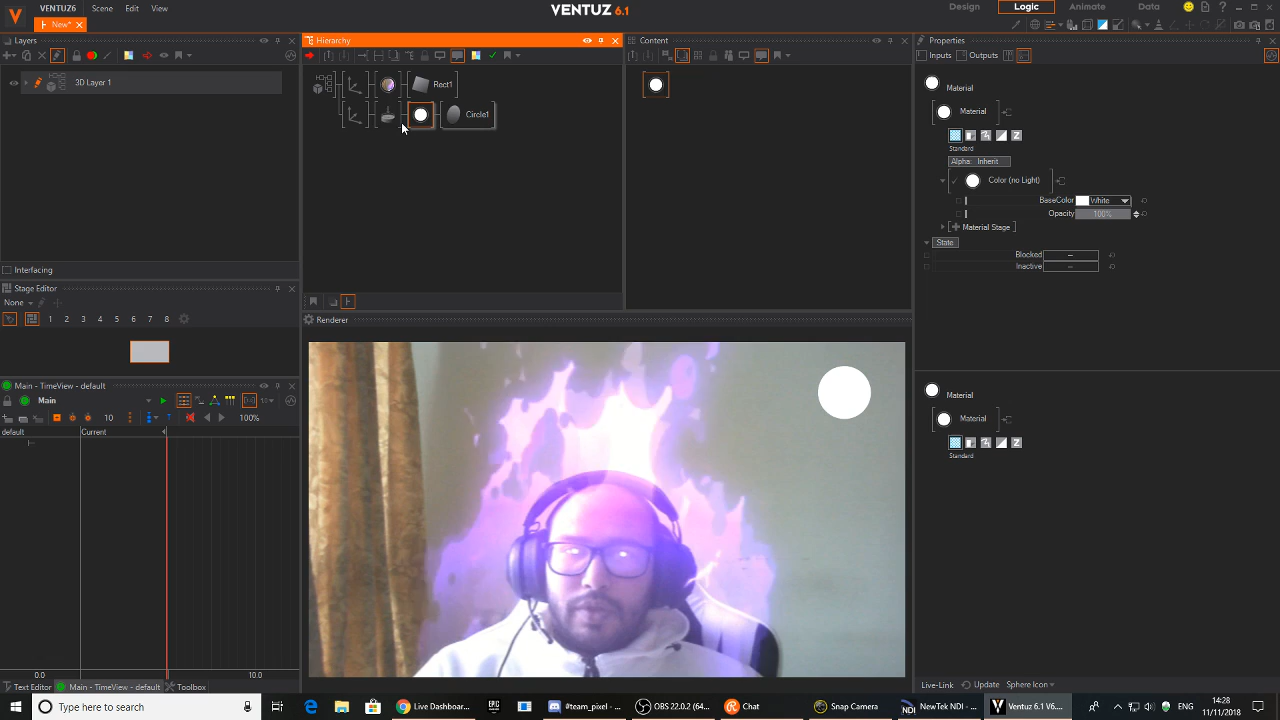 VENTUZ6 Scene Edit View
VENTUZ 6.1
Design Logic Animate Data
New*
Layers
Hierarchy
Content
Properties
Inputs Outputs
3D Layer 1
Rect1
Circle1
Material
Material
Standard
Alpha: Inherit
Color (no Light)
BaseColor White
Opacity 100%
Material Stage
State
Blocked –
Inactive –
Interfacing
Stage Editor
None
1 2 3 4 5 6 7 8
Renderer
Main - TimeView - default
Main
10 100%
default Current
Material
Material
Standard
0.0 10.0
Text Editor Main - TimeView - default Toolbox
Live-Link Update Sphere Icon
Type here to search
Live Dashboar...
EPIC GAMES
#team_pixel - ...
OBS 22.0.2 (64...
Chat
Snap Camera
NDI
NewTek NDI - ...
Ventuz 6.1 V6....
ENG
14:28
11/11/2018